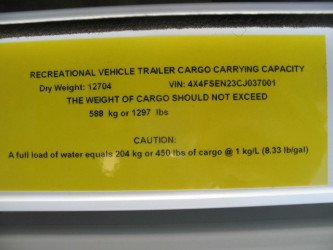 RECREATIONAL VEHICLE TRAILER CARGO CARRYING CAPACITY
Dry Weight: 12704 VIN: 4X4FSEN23CJ037001
THE WEIGHT OF CARGO SHOULD NOT EXCEED
588 kg or 1297 lbs
CAUTION:
A full load of water equals 204 kg or 450 lbs of cargo @ 1 kg/L (8.33 lb/gal)